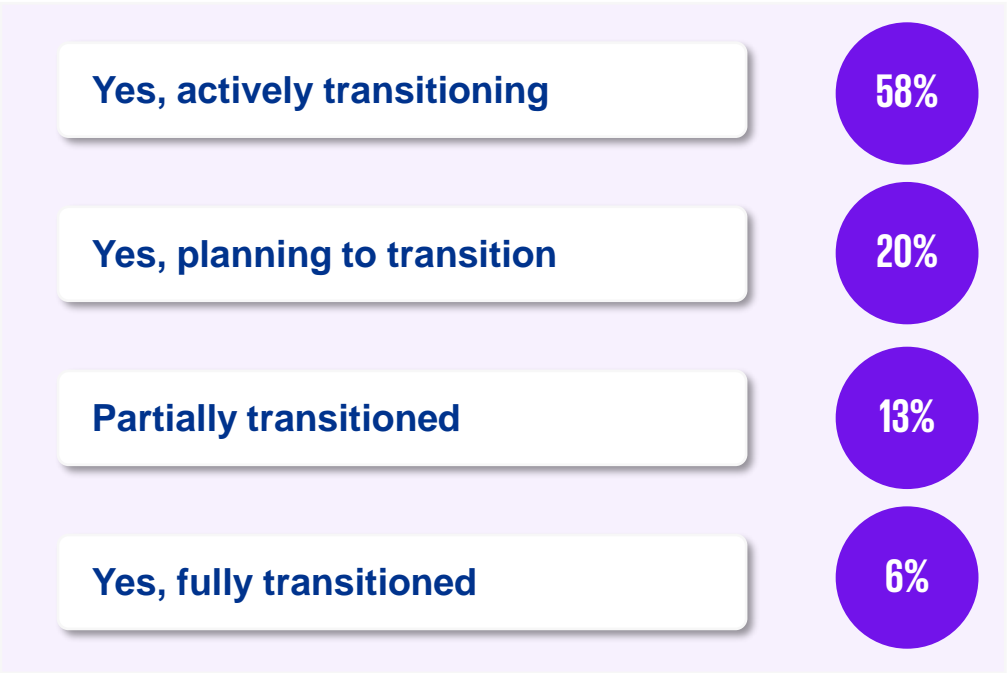 Yes, actively transitioning 58%
Yes, planning to transition 20%
Partially transitioned 13%
Yes, fully transitioned 6%